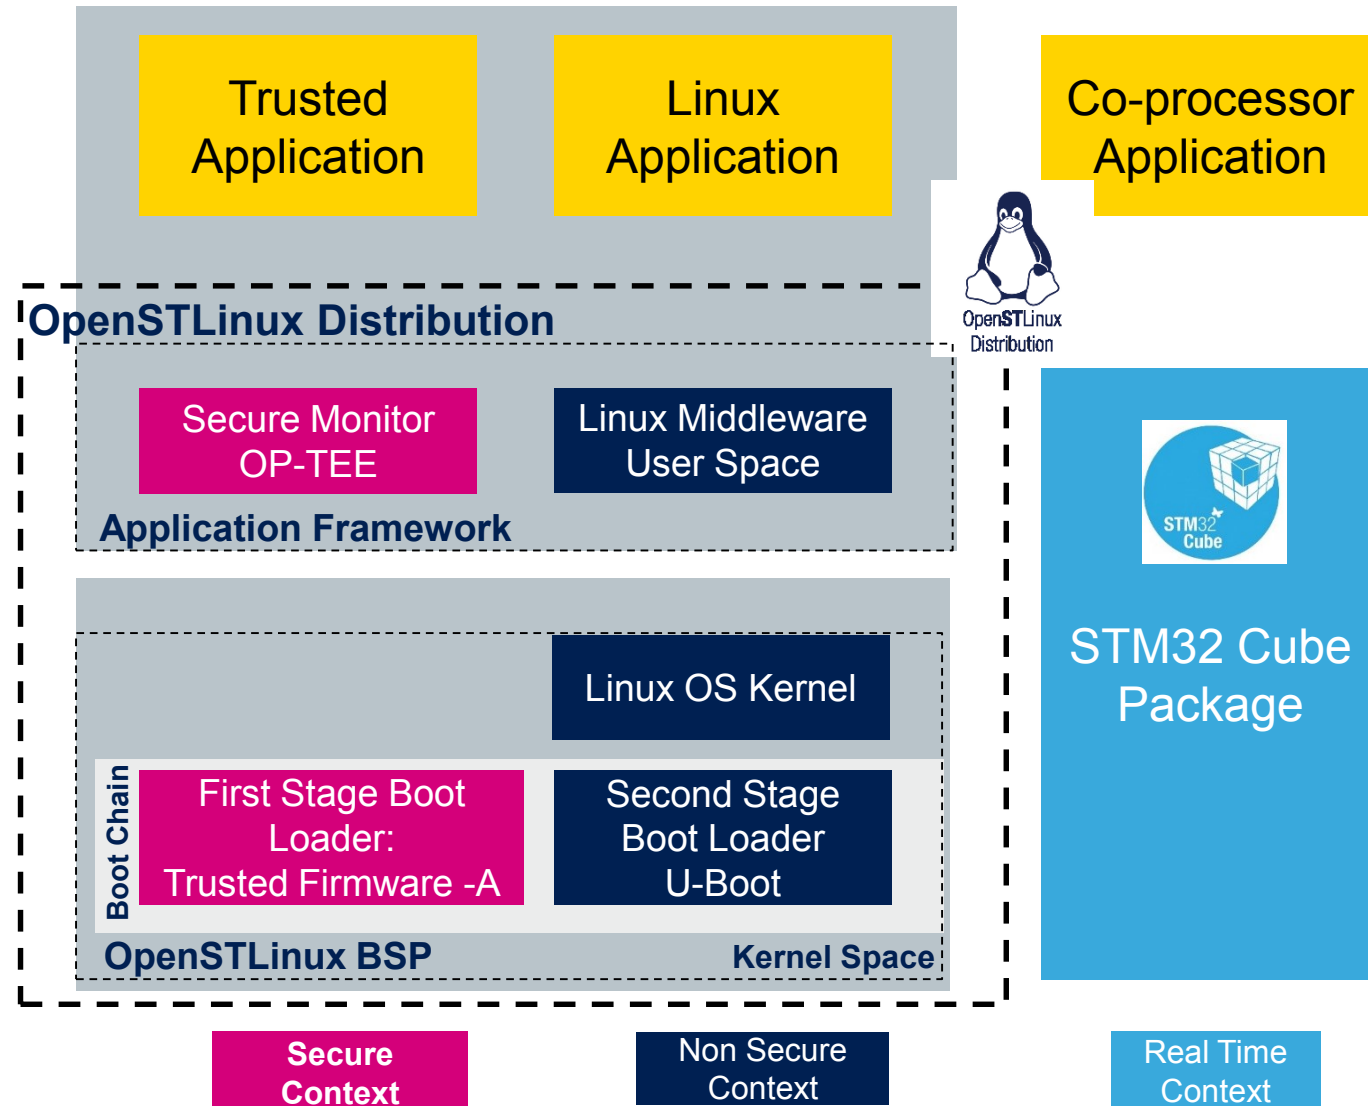 Trusted
Application
Linux
Application
Co-processor
Application
OpenSTLinux
Distribution
OpenSTLinux Distribution
Secure Monitor
OP-TEE
Linux Middleware
User Space
Application Framework
STM32
Cube
STM32 Cube
Package
Linux OS Kernel
Boot Chain
First Stage Boot
Loader:
Trusted Firmware -A
Second Stage
Boot Loader
U-Boot
OpenSTLinux BSP
Kernel Space
Secure
Context
Non Secure
Context
Real Time
Context